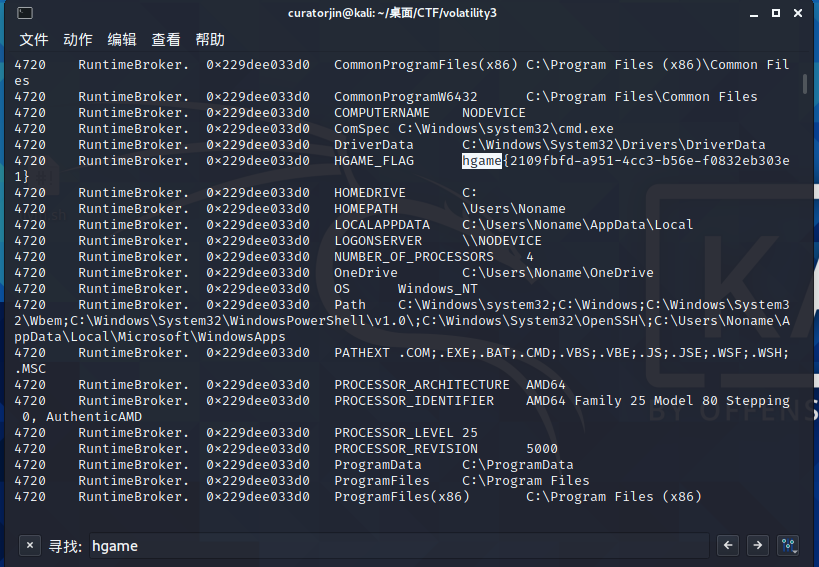 curatorjin@kali: ~/桌面/CTF/volatility3
文件 动作 编辑 查看 帮助
4720 RuntimeBroker. 0×229dee033d0 CommonProgramFiles(x86) C:\Program Files (x86)\Common Fil
es
4720 RuntimeBroker. 0×229dee033d0 CommonProgramW6432 C:\Program Files\Common Files
4720 RuntimeBroker. 0×229dee033d0 COMPUTERNAME NODEVICE
4720 RuntimeBroker. 0×229dee033d0 ComSpec C:\Windows\system32\cmd.exe
4720 RuntimeBroker. 0×229dee033d0 DriverData C:\Windows\System32\Drivers\DriverData
4720 RuntimeBroker. 0×229dee033d0 HGAME_FLAG hgame{2109fbfd-a951-4cc3-b56e-f0832eb303e
1}
4720 RuntimeBroker. 0×229dee033d0 HOMEDRIVE C:
4720 RuntimeBroker. 0×229dee033d0 HOMEPATH \Users\Noname
4720 RuntimeBroker. 0×229dee033d0 LOCALAPPDATA C:\Users\Noname\AppData\Local
4720 RuntimeBroker. 0×229dee033d0 LOGONSERVER \\NODEVICE
4720 RuntimeBroker. 0×229dee033d0 NUMBER_OF_PROCESSORS 4
4720 RuntimeBroker. 0×229dee033d0 OneDrive C:\Users\Noname\OneDrive
4720 RuntimeBroker. 0×229dee033d0 OS Windows_NT
4720 RuntimeBroker. 0×229dee033d0 Path C:\Windows\system32;C:\Windows;C:\Windows\System3
2\Wbem;C:\Windows\System32\WindowsPowerShell\v1.0\;C:\Windows\System32\OpenSSH\;C:\Users\Noname\A
ppData\Local\Microsoft\WindowsApps
4720 RuntimeBroker. 0×229dee033d0 PATHEXT .COM;.EXE;.BAT;.CMD;.VBS;.VBE;.JS;.JSE;.WSF;.WSH;
.MSC
4720 RuntimeBroker. 0×229dee033d0 PROCESSOR_ARCHITECTURE AMD64
4720 RuntimeBroker. 0×229dee033d0 PROCESSOR_IDENTIFIER AMD64 Family 25 Model 80 Stepping
0, AuthenticAMD
4720 RuntimeBroker. 0×229dee033d0 PROCESSOR_LEVEL 25
4720 RuntimeBroker. 0×229dee033d0 PROCESSOR_REVISION 5000
4720 RuntimeBroker. 0×229dee033d0 ProgramData C:\ProgramData
4720 RuntimeBroker. 0×229dee033d0 ProgramFiles C:\Program Files
4720 RuntimeBroker. 0×229dee033d0 ProgramFiles(x86) C:\Program Files (x86)
KA
BY OFFENS
寻找: hgame